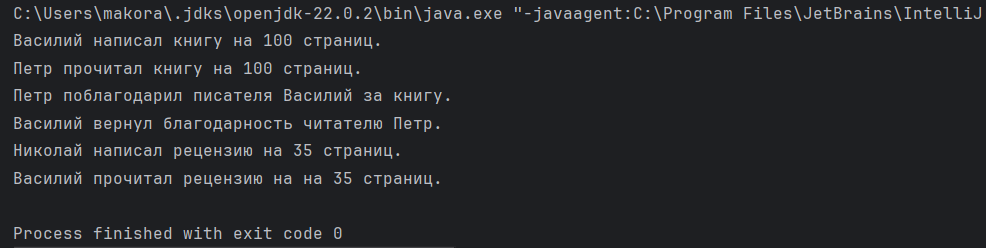 C:\Users\makora\.jdks\openjdk-22.0.2\bin\java.exe "-javaagent:C:\Program Files\JetBrains\IntelliJ
Василий написал книгу на 100 страниц.
Петр прочитал книгу на 100 страниц.
Петр поблагодарил писателя Василий за книгу.
Василий вернул благодарность читателю Петр.
Николай написал рецензию на 35 страниц.
Василий прочитал рецензию на на 35 страниц.
Process finished with exit code 0